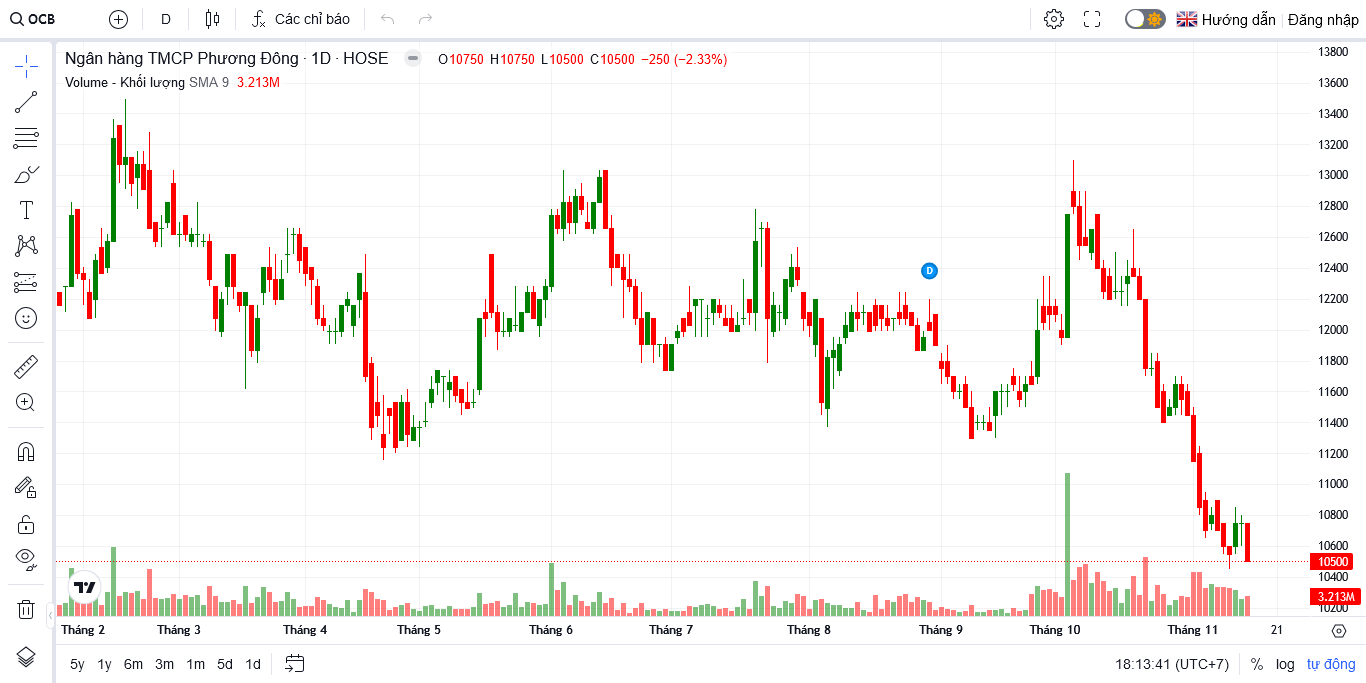 OCB D Các chỉ báo Hướng dẫn Đăng nhập
Ngân hàng TMCP Phương Đông · 1D · HOSE O10750 H10750 L10500 C10500 −250 (−2.33%)
Volume - Khối lượng SMA 9 3.213M
D
13800
13600
13400
13200
13000
12800
12600
12400
12200
12000
11800
11600
11400
11200
11000
10800
10600
10500
10400
3.213M
10200
Tháng 2 Tháng 3 Tháng 4 Tháng 5 Tháng 6 Tháng 7 Tháng 8 Tháng 9 Tháng 10 Tháng 11 21
5y 1y 6m 3m 1m 5d 1d 18:13:41 (UTC+7) % log tự động